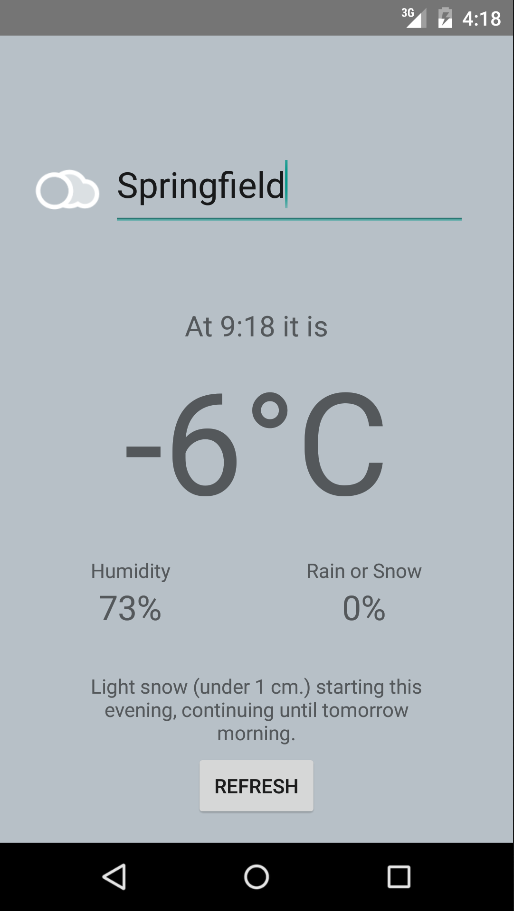 3G 4:18
Springfield
At 9:18 it is
-6°C
Humidity Rain or Snow
73% 0%
Light snow (under 1 cm.) starting this
evening, continuing until tomorrow
morning.
REFRESH